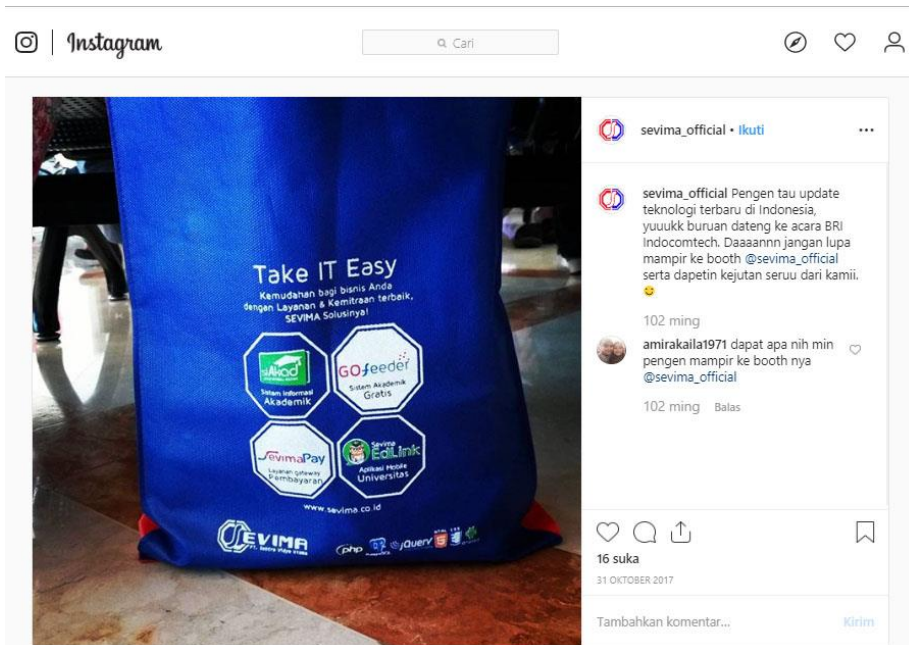 Instagram
Cari
Take IT Easy
Kemudahan bagi bisnis Anda
dengan Layanan & Kemitraan terbaik,
SEVIMA Solusinya!
siAkad
Sistem Informasi
Akademik
GOfeeder
Sistem Akademik
Gratis
SevimaPay
Layanan gateway
Pembayaran
Sevima
EdLink
Aplikasi Mobile
Universitas
www.sevima.co.id
SEVIMA
php
jQuery
HTML
CSS
sevima_official • Ikuti
sevima_official Pengen tau update
teknologi terbaru di Indonesia,
yuuukk buruan dateng ke acara BRI
Indocomtech. Daaaannn jangan lupa
mampir ke booth @sevima_official
serta dapetin kejutan seruu dari kamii.
102 ming
amirakaila1971 dapat apa nih min
pengen mampir ke booth nya
@sevima_official
102 ming Balas
16 suka
31 OKTOBER 2017
Tambahkan komentar...
Kirim